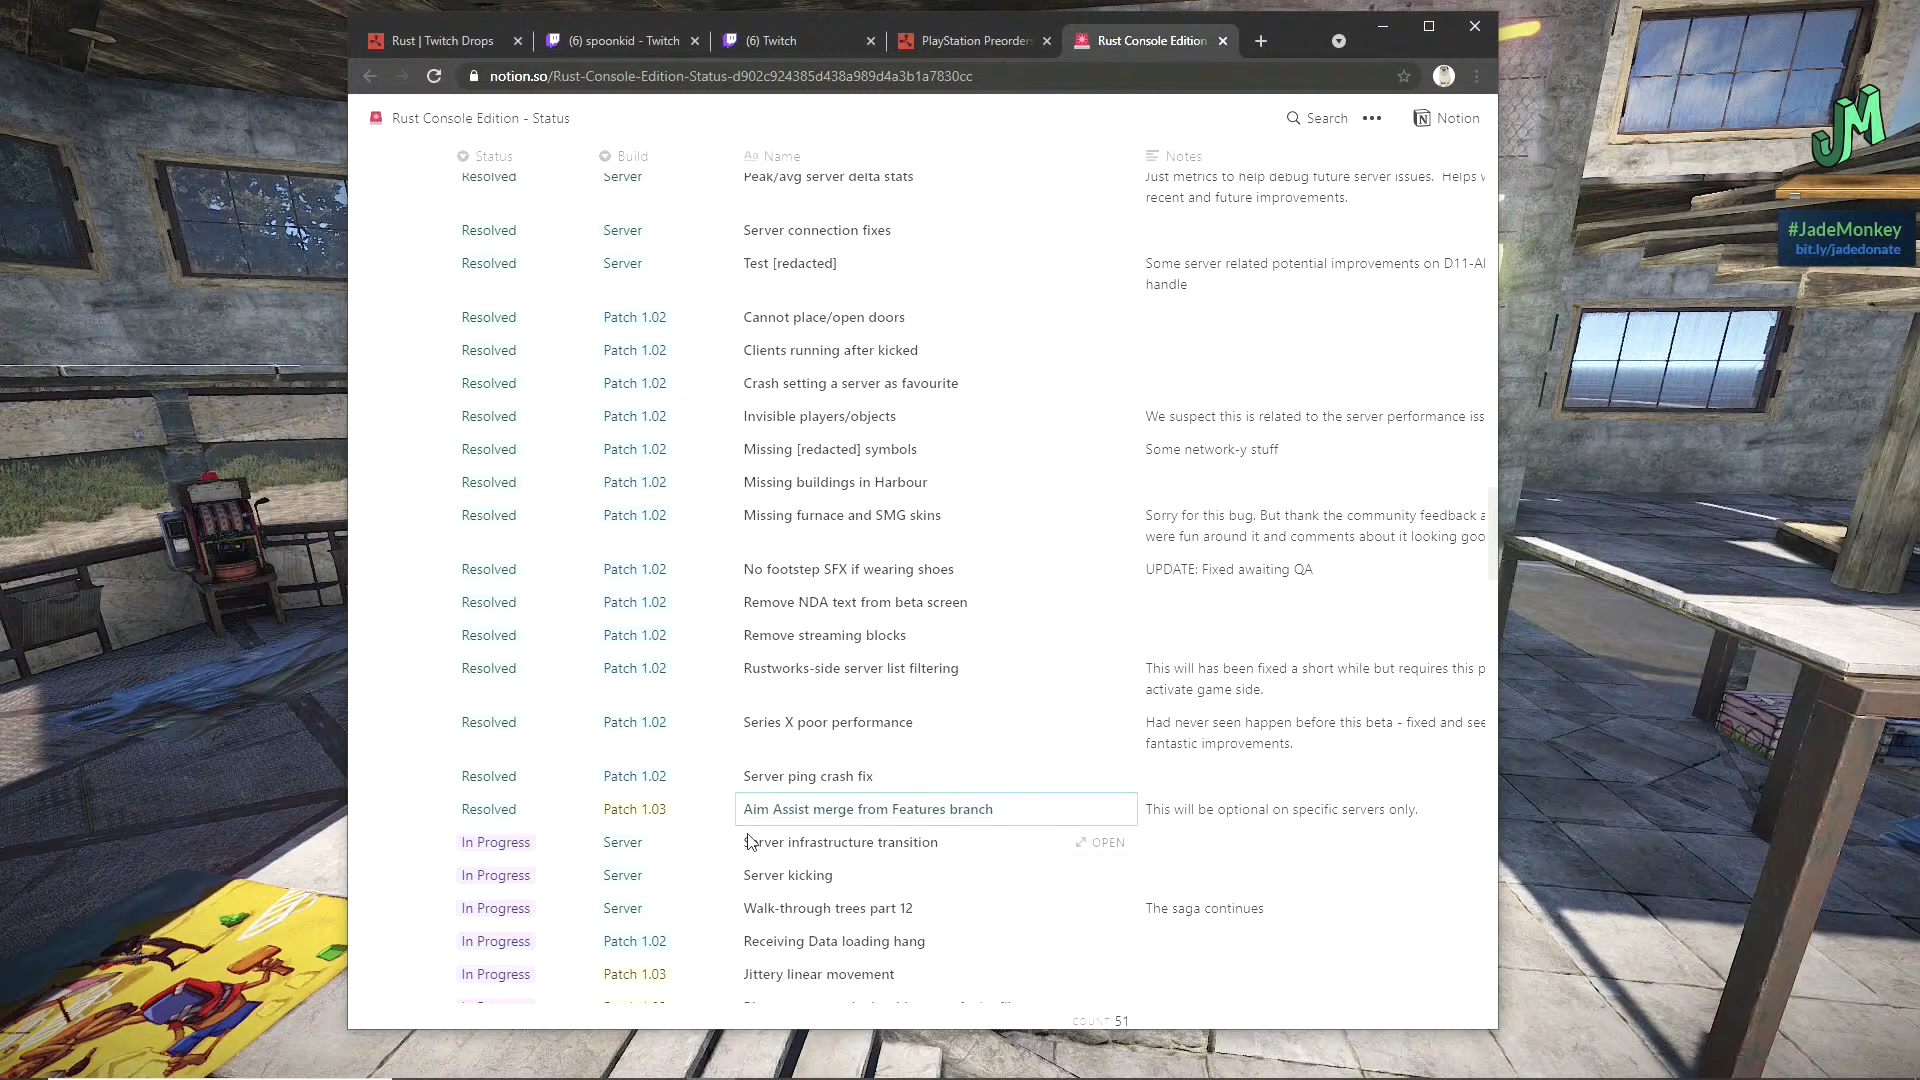 Rust | Twitch Drops
(6) spoonkid - Twitch
(6) Twitch
PlayStation Preorder
Rust Console Edition
notion.so/Rust-Console-Edition-Status-d902c924385d438a989d4a3b1a7830cc
Rust Console Edition - Status
Search
Notion
JM
#JadeMonkey
bit.ly/jadedonate
Status Build Aa Name Notes
Resolved Server Peak/avg server delta stats Just metrics to help debug future server issues. Helps
recent and future improvements.
Resolved Server Server connection fixes
Resolved Server Test [redacted] Some server related potential improvements on
handle
Resolved Patch 1.02 Cannot place/open doors
Resolved Patch 1.02 Clients running after kicked
Resolved Patch 1.02 Crash setting a server as favourite
Resolved Patch 1.02 Invisible players/objects We suspect this is related to the server performance iss
Resolved Patch 1.02 Missing [redacted] symbols Some network-y stuff
Resolved Patch 1.02 Missing buildings in Harbour
Resolved Patch 1.02 Missing furnace and SMG skins Sorry for this bug. But thank the community feedback a
were fun around it and comments about it looking goo
Resolved Patch 1.02 No footstep SFX if wearing shoes UPDATE: Fixed awaiting QA
Resolved Patch 1.02 Remove NDA text from beta screen
Resolved Patch 1.02 Remove streaming blocks
Resolved Patch 1.02 Rustworks-side server list filtering This will has been fixed a short while but requires this p
activate game side.
Resolved Patch 1.02 Series X poor performance Had never seen happen before this beta - fixed and see
fantastic improvements.
Resolved Patch 1.02 Server ping crash fix
Resolved Patch 1.03 Aim Assist merge from Features branch This will be optional on specific servers only.
In Progress Server Server infrastructure transition OPEN
In Progress Server Server kicking
In Progress Server Walk-through trees part 12 The saga continues
In Progress Patch 1.02 Receiving Data loading hang
In Progress Patch 1.03 Jittery linear movement
COUNT 51